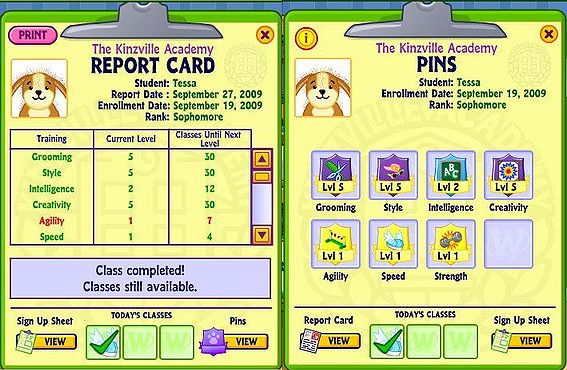 PRINT
The Kinzville Academy
REPORT CARD
Student: Tessa
Report Date : September 27, 2009
Enrollment Date: September 19, 2009
Rank: Sophomore
Training Current Level Classes Until Next Level
Grooming 5 30
Style 5 30
Intelligence 2 12
Creativity 5 30
Agility 1 7
Speed 1 4
Class completed!
Classes still available.
TODAY'S CLASSES
Sign Up Sheet
VIEW
W W
Pins
VIEW
The Kinzville Academy
PINS
Student: Tessa
Enrollment Date: September 19, 2009
Rank: Sophomore
Lvl 5 Lvl 5 ABC Lvl 2 Lvl 5
Grooming Style Intelligence Creativity
Lvl 1 Lvl 1 Lvl 1 W
Agility Speed Strength
TODAY'S CLASSES
Report Card
VIEW
W W
Sign Up Sheet
VIEW